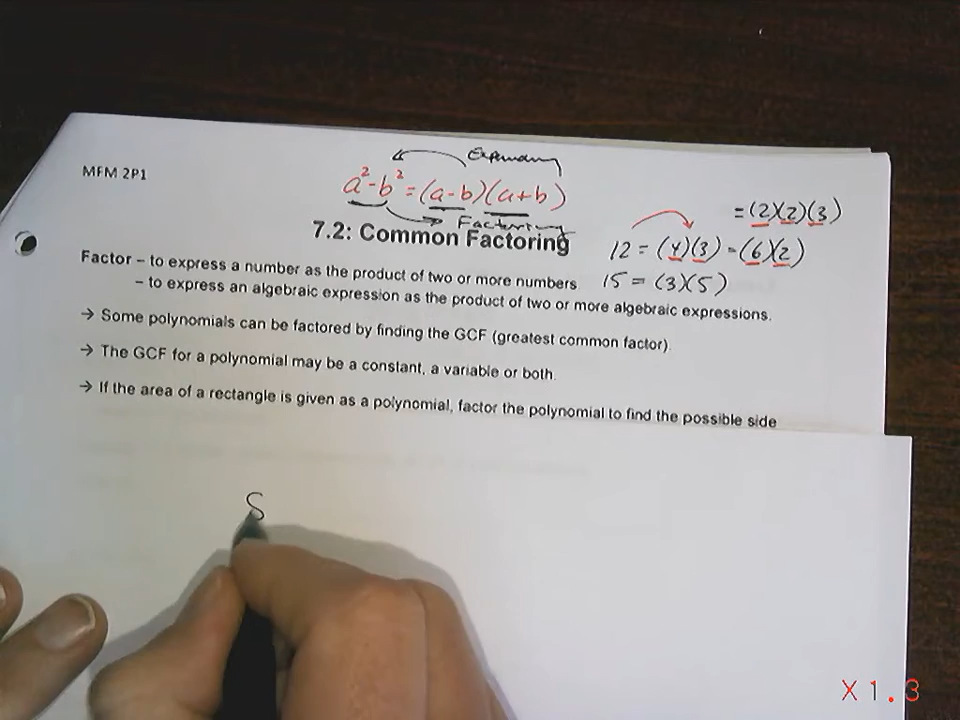 Expanding
MFM 2P1
a² - b² = (a - b)(a + b)
= (2)(2)(3)
Factoring
7.2: Common Factoring
12 = (4)(3) = (6)(2)
Factor – to express a number as the product of two or more numbers
15 = (3)(5)
– to express an algebraic expression as the product of two or more algebraic expressions.
→ Some polynomials can be factored by finding the GCF (greatest common factor).
→ The GCF for a polynomial may be a constant, a variable or both.
→ If the area of a rectangle is given as a polynomial, factor the polynomial to find the possible side
S
X1.3